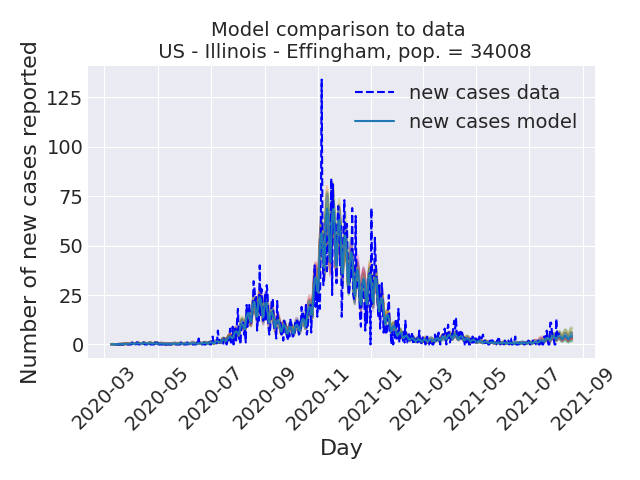 Model comparison to data
US - Illinois - Effingham, pop. = 34008
Number of new cases reported
125
100
75
50
25
0
new cases data
new cases model
2020-03
2020-05
2020-07
2020-09
2020-11
2021-01
2021-03
2021-05
2021-07
2021-09
Day